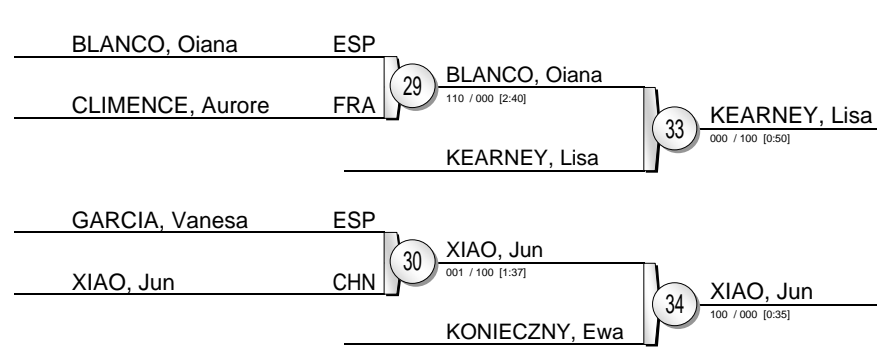 BLANCO, Oiana ESP
CLIMENCE, Aurore FRA
29
BLANCO, Oiana
110 / 000 [2:40]
KEARNEY, Lisa
33
KEARNEY, Lisa
000 / 100 [0:50]
GARCIA, Vanesa ESP
XIAO, Jun CHN
30
XIAO, Jun
001 / 100 [1:37]
KONIECZNY, Ewa
34
XIAO, Jun
100 / 000 [0:35]